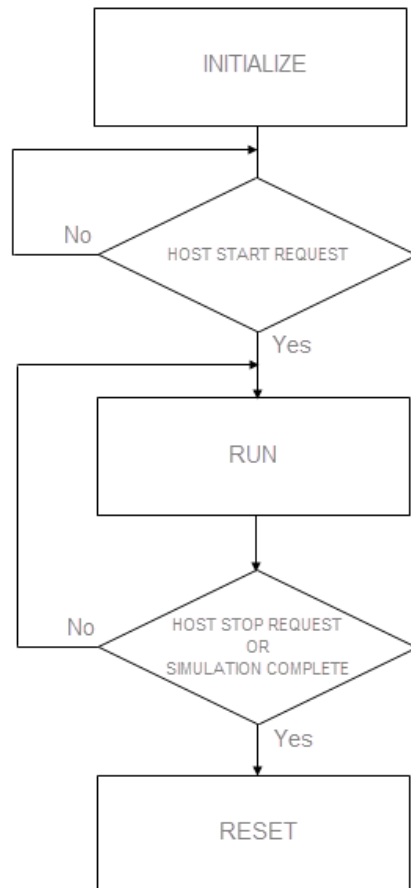 INITIALIZE
No
HOST START REQUEST
Yes
RUN
No
HOST STOP REQUEST
OR
SIMULATION COMPLETE
Yes
RESET